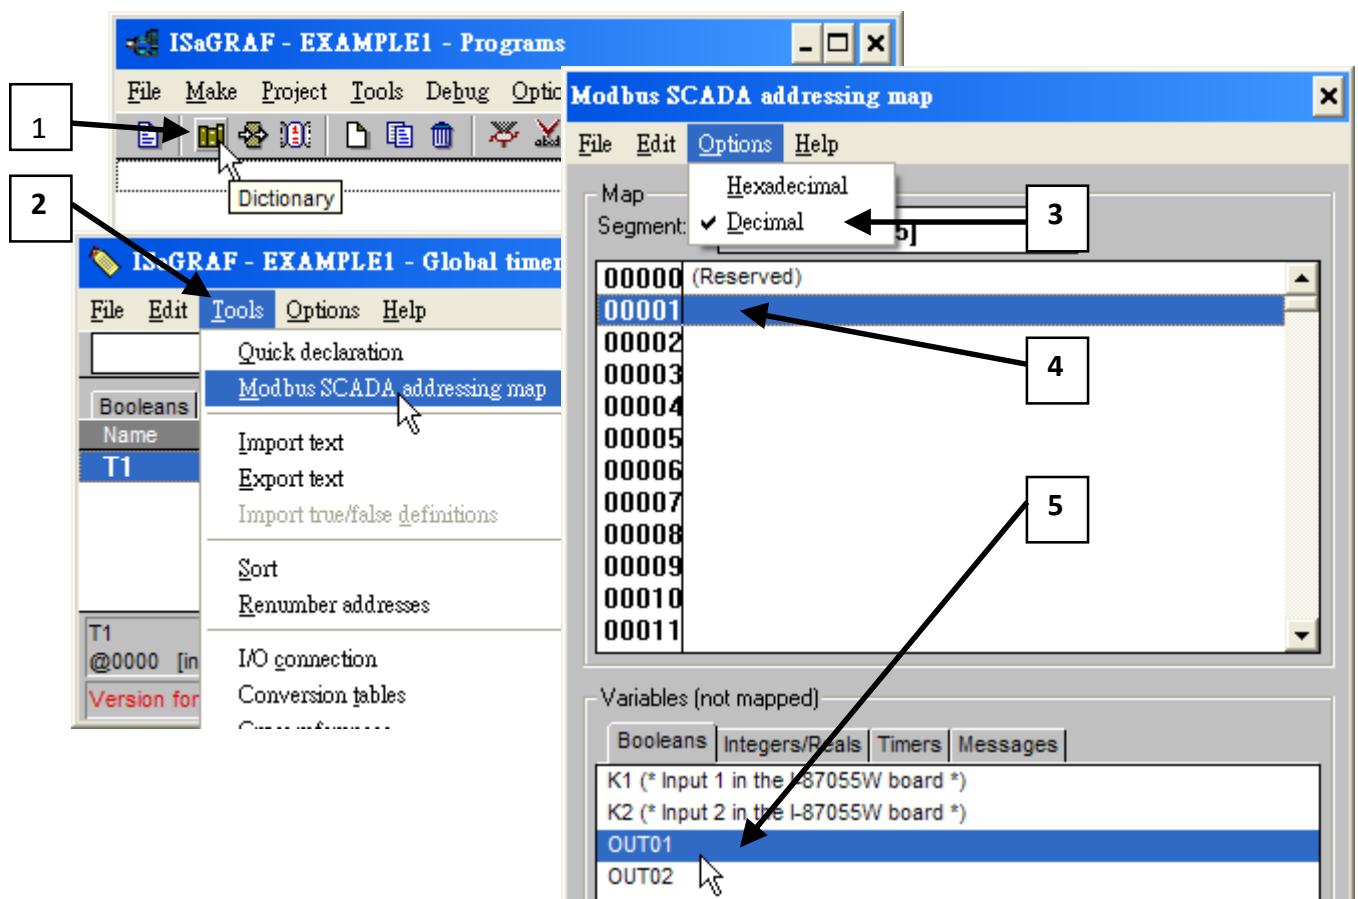 ISaGRAF - EXAMPLE1 - Programs
File Make Project Tools Debug Optio
1
Dictionary
2
ISaGRAF - EXAMPLE1 - Global timer
File Edit Tools Options Help
Quick declaration
Modbus SCADA addressing map
Import text
Export text
Import true/false definitions
Sort
Renumber addresses
I/O connection
Conversion tables
Booleans
Name
T1
T1
@0000 [in
Version for
Modbus SCADA addressing map
File Edit Options Help
Hexadecimal
Decimal
3
Map
Segment:
5]
00000 (Reserved)
00001
00002
00003
00004
00005
00006
00007
00008
00009
00010
00011
4
5
Variables (not mapped)
Booleans Integers/Reals Timers Messages
K1 (* Input 1 in the I-87055W board *)
K2 (* Input 2 in the I-87055W board *)
OUT01
OUT02